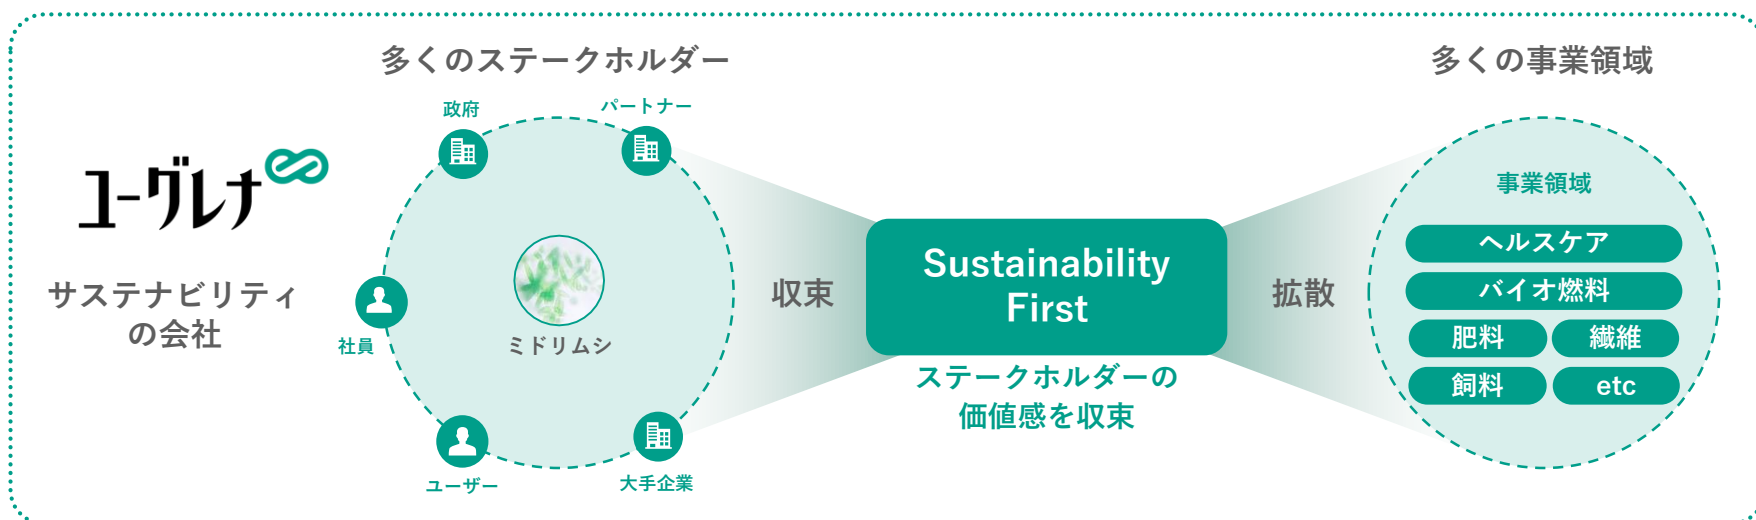 多くのステークホルダー
多くの事業領域
政府
パートナー
ユーグレナ
事業領域
ヘルスケア
Sustainability
First
サステナビリティ
の会社
収束
拡散
バイオ燃料
社員
ミドリムシ
肥料
繊維
ステークホルダーの
価値感を収束
飼料
etc
ユーザー
大手企業